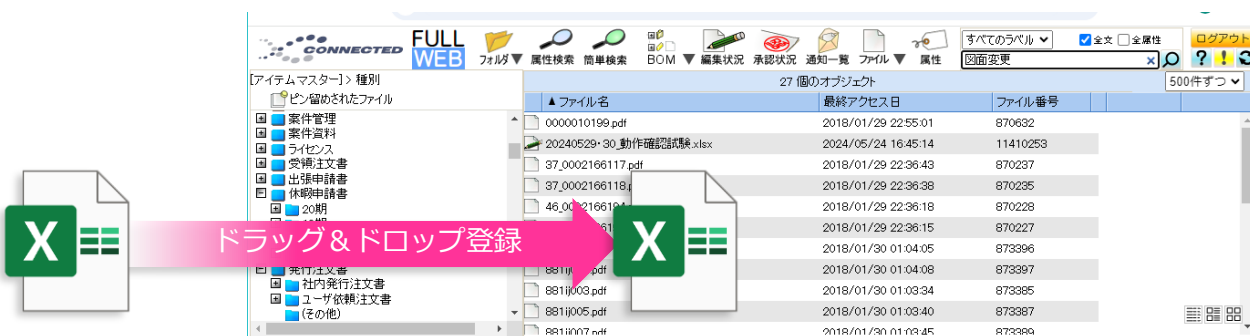 CONNECTED
FULL
WEB
フォルダ▼ 属性検索 簡単検索 BOM ▼ 編集状況 承認状況 通知一覧 ファイル ▼ 属性
すべてのラベル
全文 全属性
ログアウト
図面変更 ×
? !
[アイテムマスター] > 種別
27 個のオブジェクト
500件ずつ
ピン留めされたファイル
▲ファイル名 最終アクセス日 ファイル番号
案件管理
案件資料
ライセンス
受領注文書
出張申請書
休暇申請書
20期
発行注文書
社内発行注文書
ユーザ依頼注文書
(その他)
0000010199.pdf 2018/01/29 22:55:01 870632
20240529・30_動作確認試験.xlsx 2024/05/24 16:45:14 11410253
37_0002166117.pdf 2018/01/29 22:36:43 870237
37_0002166118. 2018/01/29 22:36:38 870235
2018/01/29 22:36:18 870228
2018/01/29 22:36:15 870227
2018/01/30 01:04:05 873396
2018/01/30 01:04:08 873397
881ij003.pdf 2018/01/30 01:03:34 873385
881ij005.pdf 2018/01/30 01:03:40 873387
881ij007.pdf 2018/01/30 01:03:45 873389
X
ドラッグ＆ドロップ登録
X